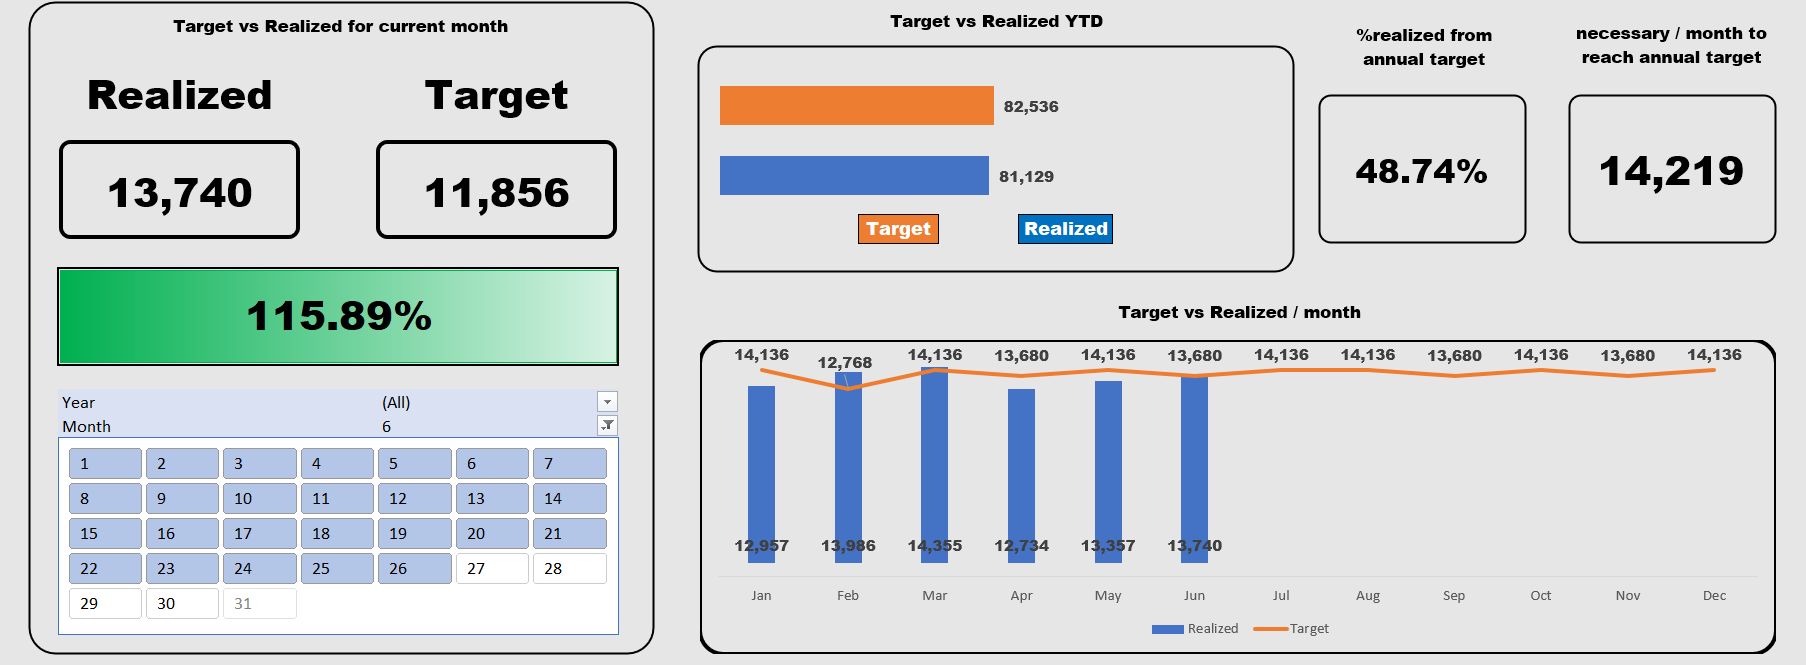 Target vs Realized for current month
Realized Target
13,740 11,856
115.89%
Year (All)
Month 6
1 2 3 4 5 6 7
8 9 10 11 12 13 14
15 16 17 18 19 20 21
22 23 24 25 26 27 28
29 30 31
Target vs Realized YTD
82,536
81,129
Target Realized
%realized from
annual target
48.74%
necessary / month to
reach annual target
14,219
Target vs Realized / month
14,136 12,768 14,136 13,680 14,136 13,680 14,136 14,136 13,680 14,136 13,680 14,136
12,957 13,986 14,355 12,734 13,357 13,740
Jan Feb Mar Apr May Jun Jul Aug Sep Oct Nov Dec
Realized Target